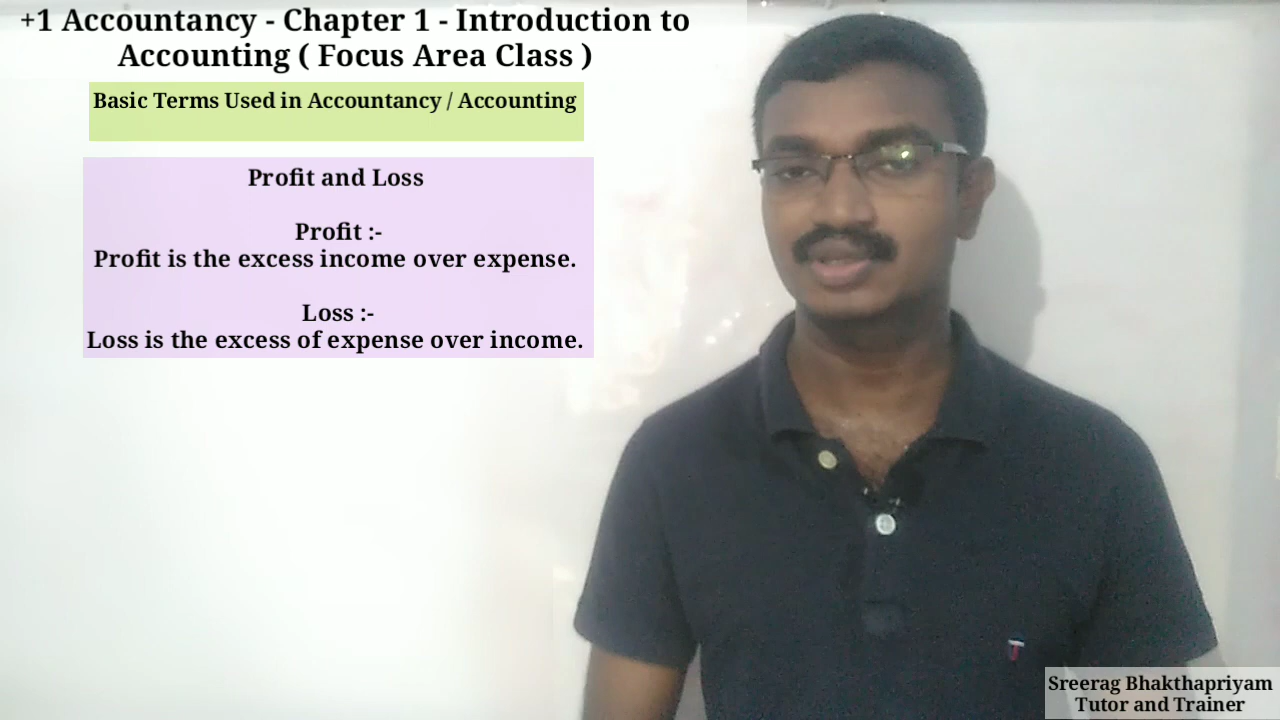 +1 Accountancy - Chapter 1 - Introduction to
Accounting ( Focus Area Class )
Basic Terms Used in Accountancy / Accounting
Profit and Loss
Profit :-
Profit is the excess income over expense.
Loss :-
Loss is the excess of expense over income.
Sreerag Bhakthapriyam
Tutor and Trainer